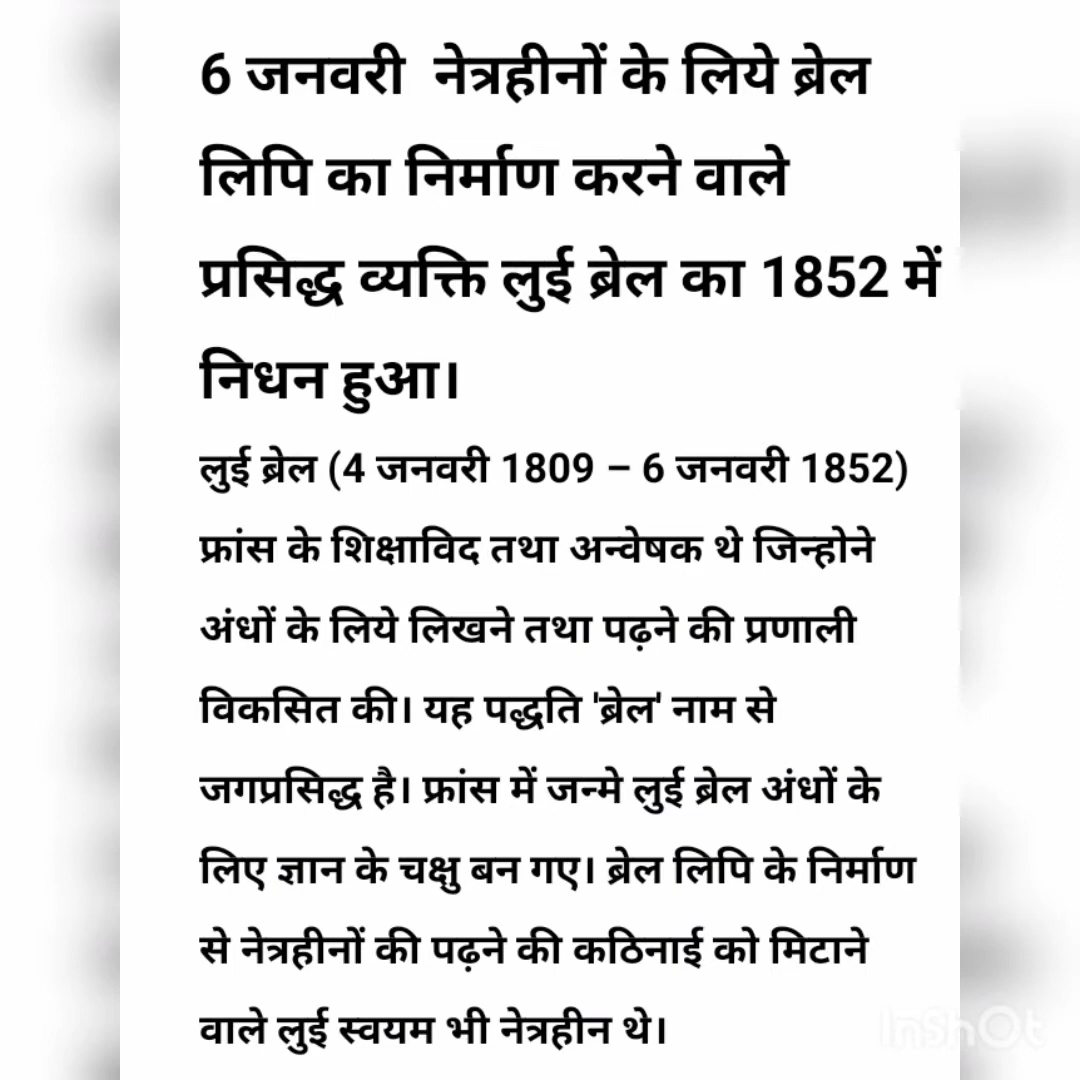 6 जनवरी नेत्रहीनों के लिये ब्रेल
लिपि का निर्माण करने वाले
प्रसिद्ध व्यक्ति लुई ब्रेल का 1852 में
निधन हुआ।
लुई ब्रेल (4 जनवरी 1809 – 6 जनवरी 1852)
फ्रांस के शिक्षाविद तथा अन्वेषक थे जिन्होने
अंधों के लिये लिखने तथा पढ़ने की प्रणाली
विकसित की। यह पद्धति 'ब्रेल' नाम से
जगप्रसिद्ध है। फ्रांस में जन्मे लुई ब्रेल अंधों के
लिए ज्ञान के चक्षु बन गए। ब्रेल लिपि के निर्माण
से नेत्रहीनों की पढ़ने की कठिनाई को मिटाने
वाले लुई स्वयम भी नेत्रहीन थे।
InShOt